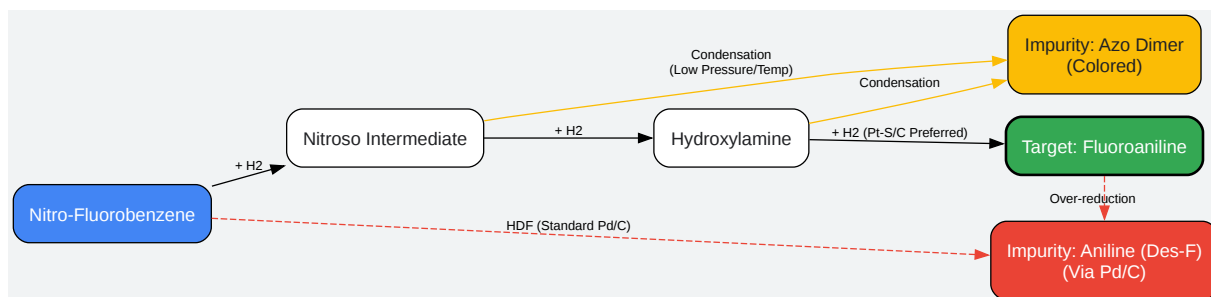 Condensation
(Low Pressure/Temp)
Impurity: Azo Dimer
(Colored)
Condensation
Nitroso Intermediate
+ H2
Hydroxylamine
+ H2 (Pt-S/C Preferred)
Target: Fluoroaniline
+ H2
Nitro-Fluorobenzene
HDF (Standard Pd/C)
Over-reduction
Impurity: Aniline (Des-F)
(Via Pd/C)